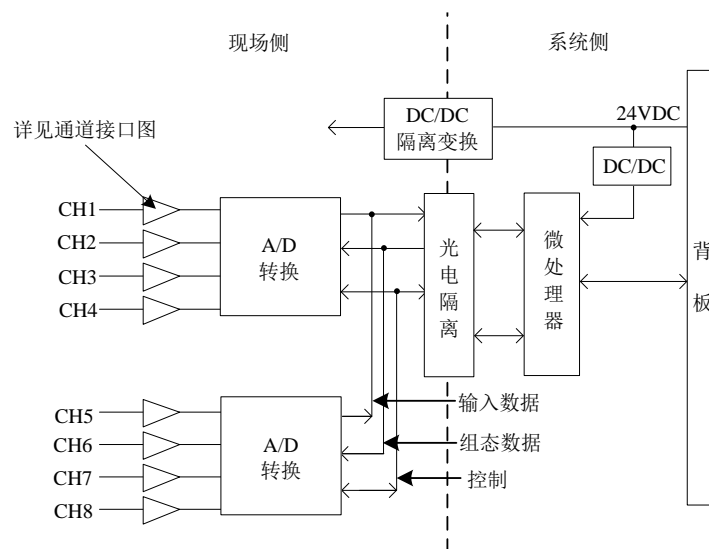 现场侧
系统侧
DC/DC
隔离变换
24VDC
DC/DC
详见通道接口图
CH1
CH2
CH3
CH4
A/D
转换
光电隔离
微处理器
背板
CH5
CH6
CH7
CH8
A/D
转换
输入数据
组态数据
控制